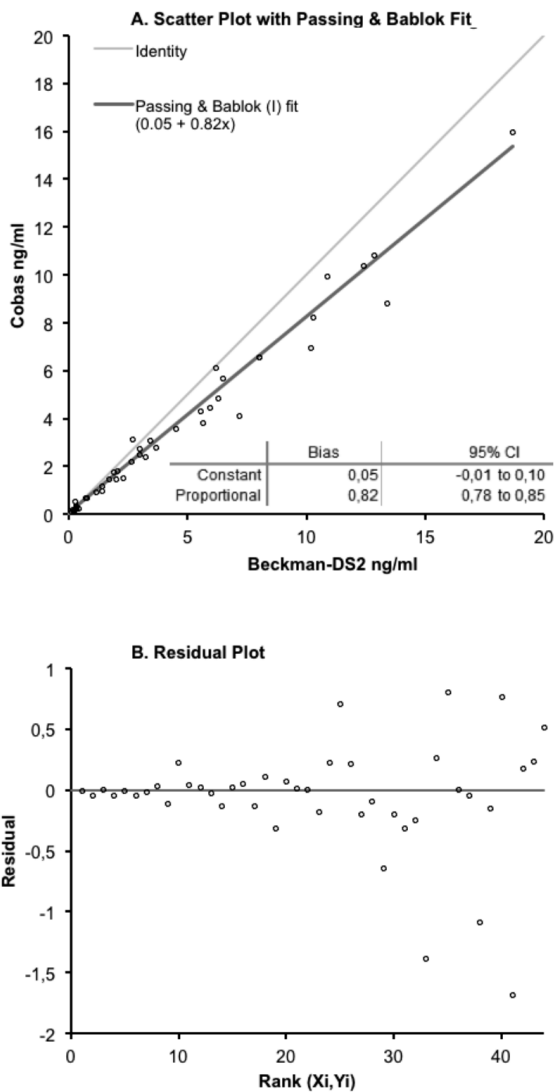 A. Scatter Plot with Passing & Bablok Fit
20
18
16
14
12
10
8
6
4
2
0
Cobas ng/ml
Identity
Passing & Bablok (I) fit
(0.05 + 0.82x)
Bias 95% CI
Constant 0,05 -0,01 to 0,10
Proportional 0,82 0,78 to 0,85
0 5 10 15 20
Beckman-DS2 ng/ml
B. Residual Plot
1
0,5
0
-0,5
-1
-1,5
-2
Residual
0 10 20 30 40
Rank (Xi,Yi)